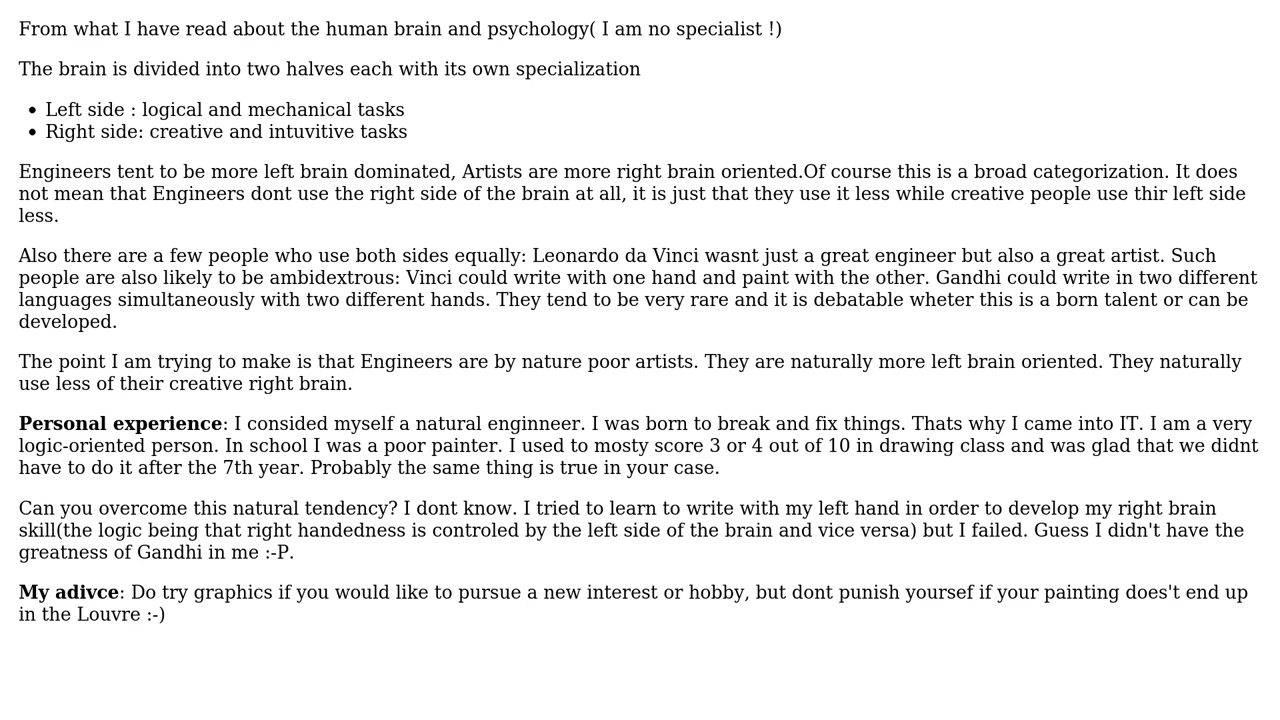 From what I have read about the human brain and psychology( I am no specialist !)
The brain is divided into two halves each with its own specialization
• Left side : logical and mechanical tasks
• Right side: creative and intuvitive tasks
Engineers tent to be more left brain dominated, Artists are more right brain oriented.Of course this is a broad categorization. It does
not mean that Engineers dont use the right side of the brain at all, it is just that they use it less while creative people use thir left side
less.
Also there are a few people who use both sides equally: Leonardo da Vinci wasnt just a great engineer but also a great artist. Such
people are also likely to be ambidextrous: Vinci could write with one hand and paint with the other. Gandhi could write in two different
languages simultaneously with two different hands. They tend to be very rare and it is debatable wheter this is a born talent or can be
developed.
The point I am trying to make is that Engineers are by nature poor artists. They are naturally more left brain oriented. They naturally
use less of their creative right brain.
Personal experience: I consided myself a natural enginneer. I was born to break and fix things. Thats why I came into IT. I am a very
logic-oriented person. In school I was a poor painter. I used to mosty score 3 or 4 out of 10 in drawing class and was glad that we didnt
have to do it after the 7th year. Probably the same thing is true in your case.
Can you overcome this natural tendency? I dont know. I tried to learn to write with my left hand in order to develop my right brain
skill(the logic being that right handedness is controled by the left side of the brain and vice versa) but I failed. Guess I didn't have the
greatness of Gandhi in me :-P.
My adivce: Do try graphics if you would like to pursue a new interest or hobby, but dont punish yoursef if your painting does't end up
in the Louvre :-)